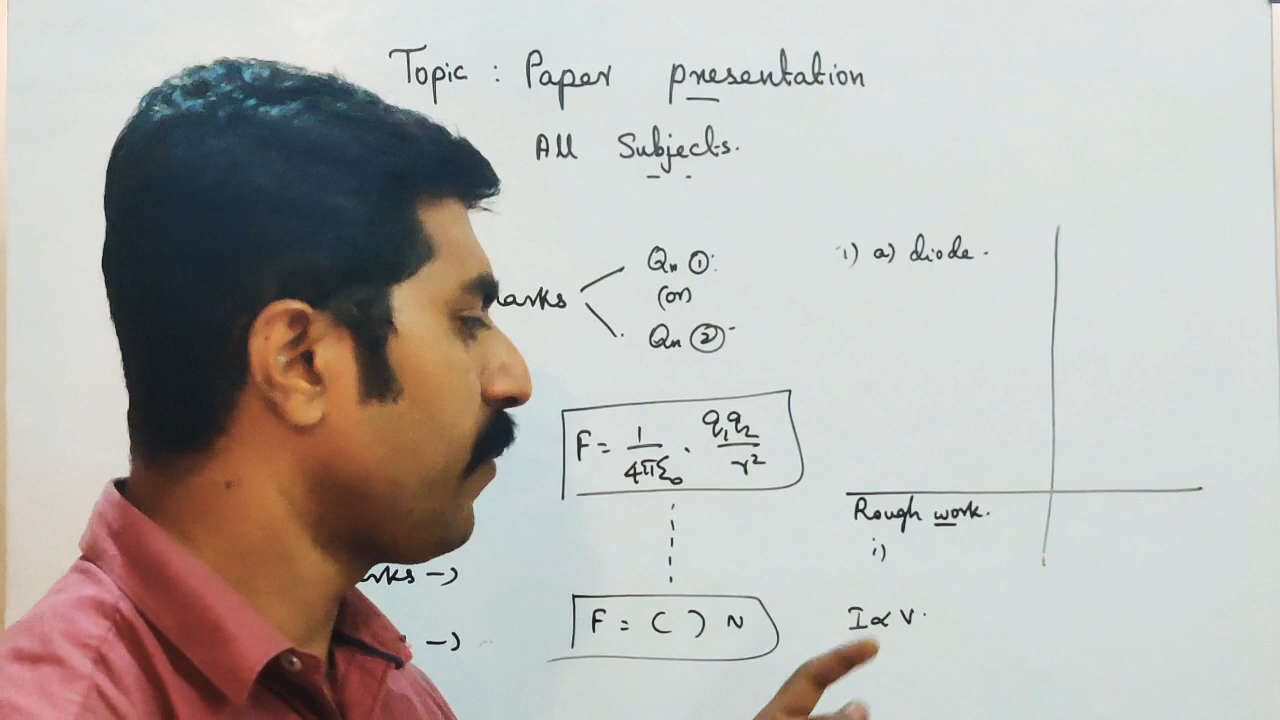 Topic : Paper presentation
All Subjects.
Qn ①
(or)
Qn ②
1) a) diode.
F = 1/4πε₀ . q₁q₂/r²
Rough work.
i)
F = ( ) N
I ∝ V.